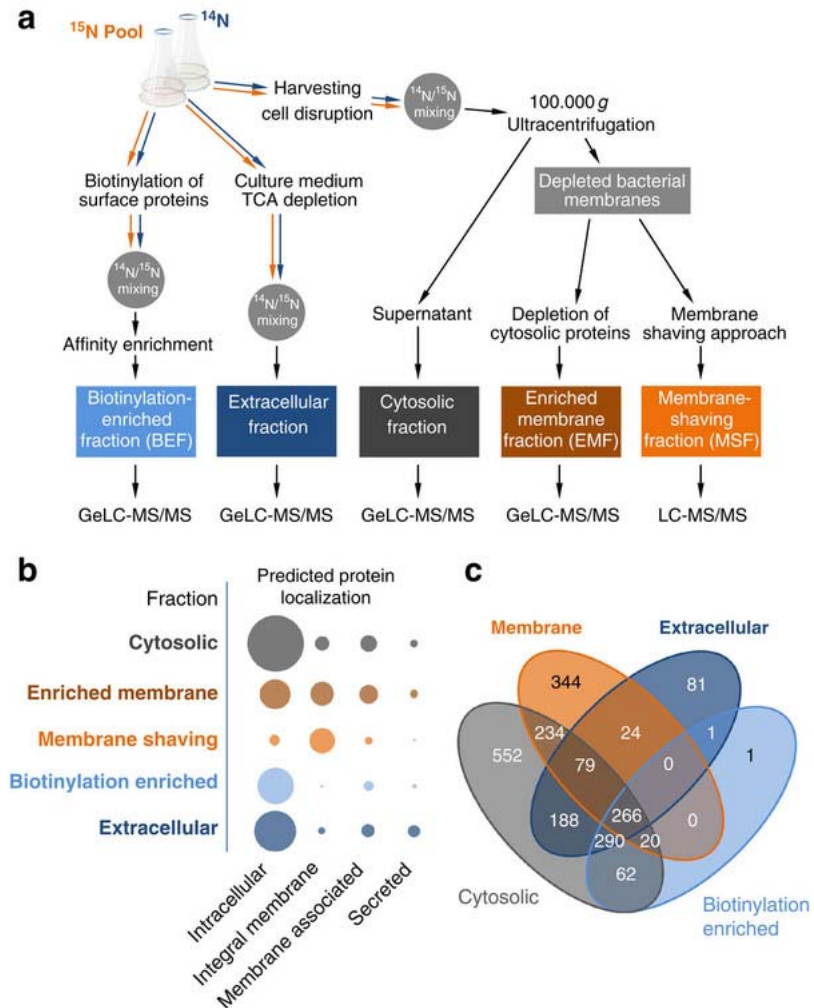 a
¹⁵N Pool
¹⁴N
Harvesting
cell disruption
¹⁴N/¹⁵N
mixing
100.000 g
Ultracentrifugation
Biotinylation of
surface proteins
Culture medium
TCA depletion
Depleted bacterial
membranes
¹⁴N/¹⁵N
mixing
¹⁴N/¹⁵N
mixing
Affinity enrichment
Supernatant
Depletion of
cytosolic proteins
Membrane
shaving approach
Biotinylation-
enriched
fraction (BEF)
Extracellular
fraction
Cytosolic
fraction
Enriched
membrane
fraction (EMF)
Membrane-
shaving
fraction (MSF)
GeLC-MS/MS
GeLC-MS/MS
GeLC-MS/MS
GeLC-MS/MS
LC-MS/MS
b
Fraction
Predicted protein
localization
Cytosolic
Enriched membrane
Membrane shaving
Biotinylation enriched
Extracellular
Intracellular
Integral membrane
Membrane associated
Secreted
c
Membrane
Extracellular
344
81
234
24
1
552
79
0
1
188
266
0
290
20
62
Cytosolic
Biotinylation
enriched